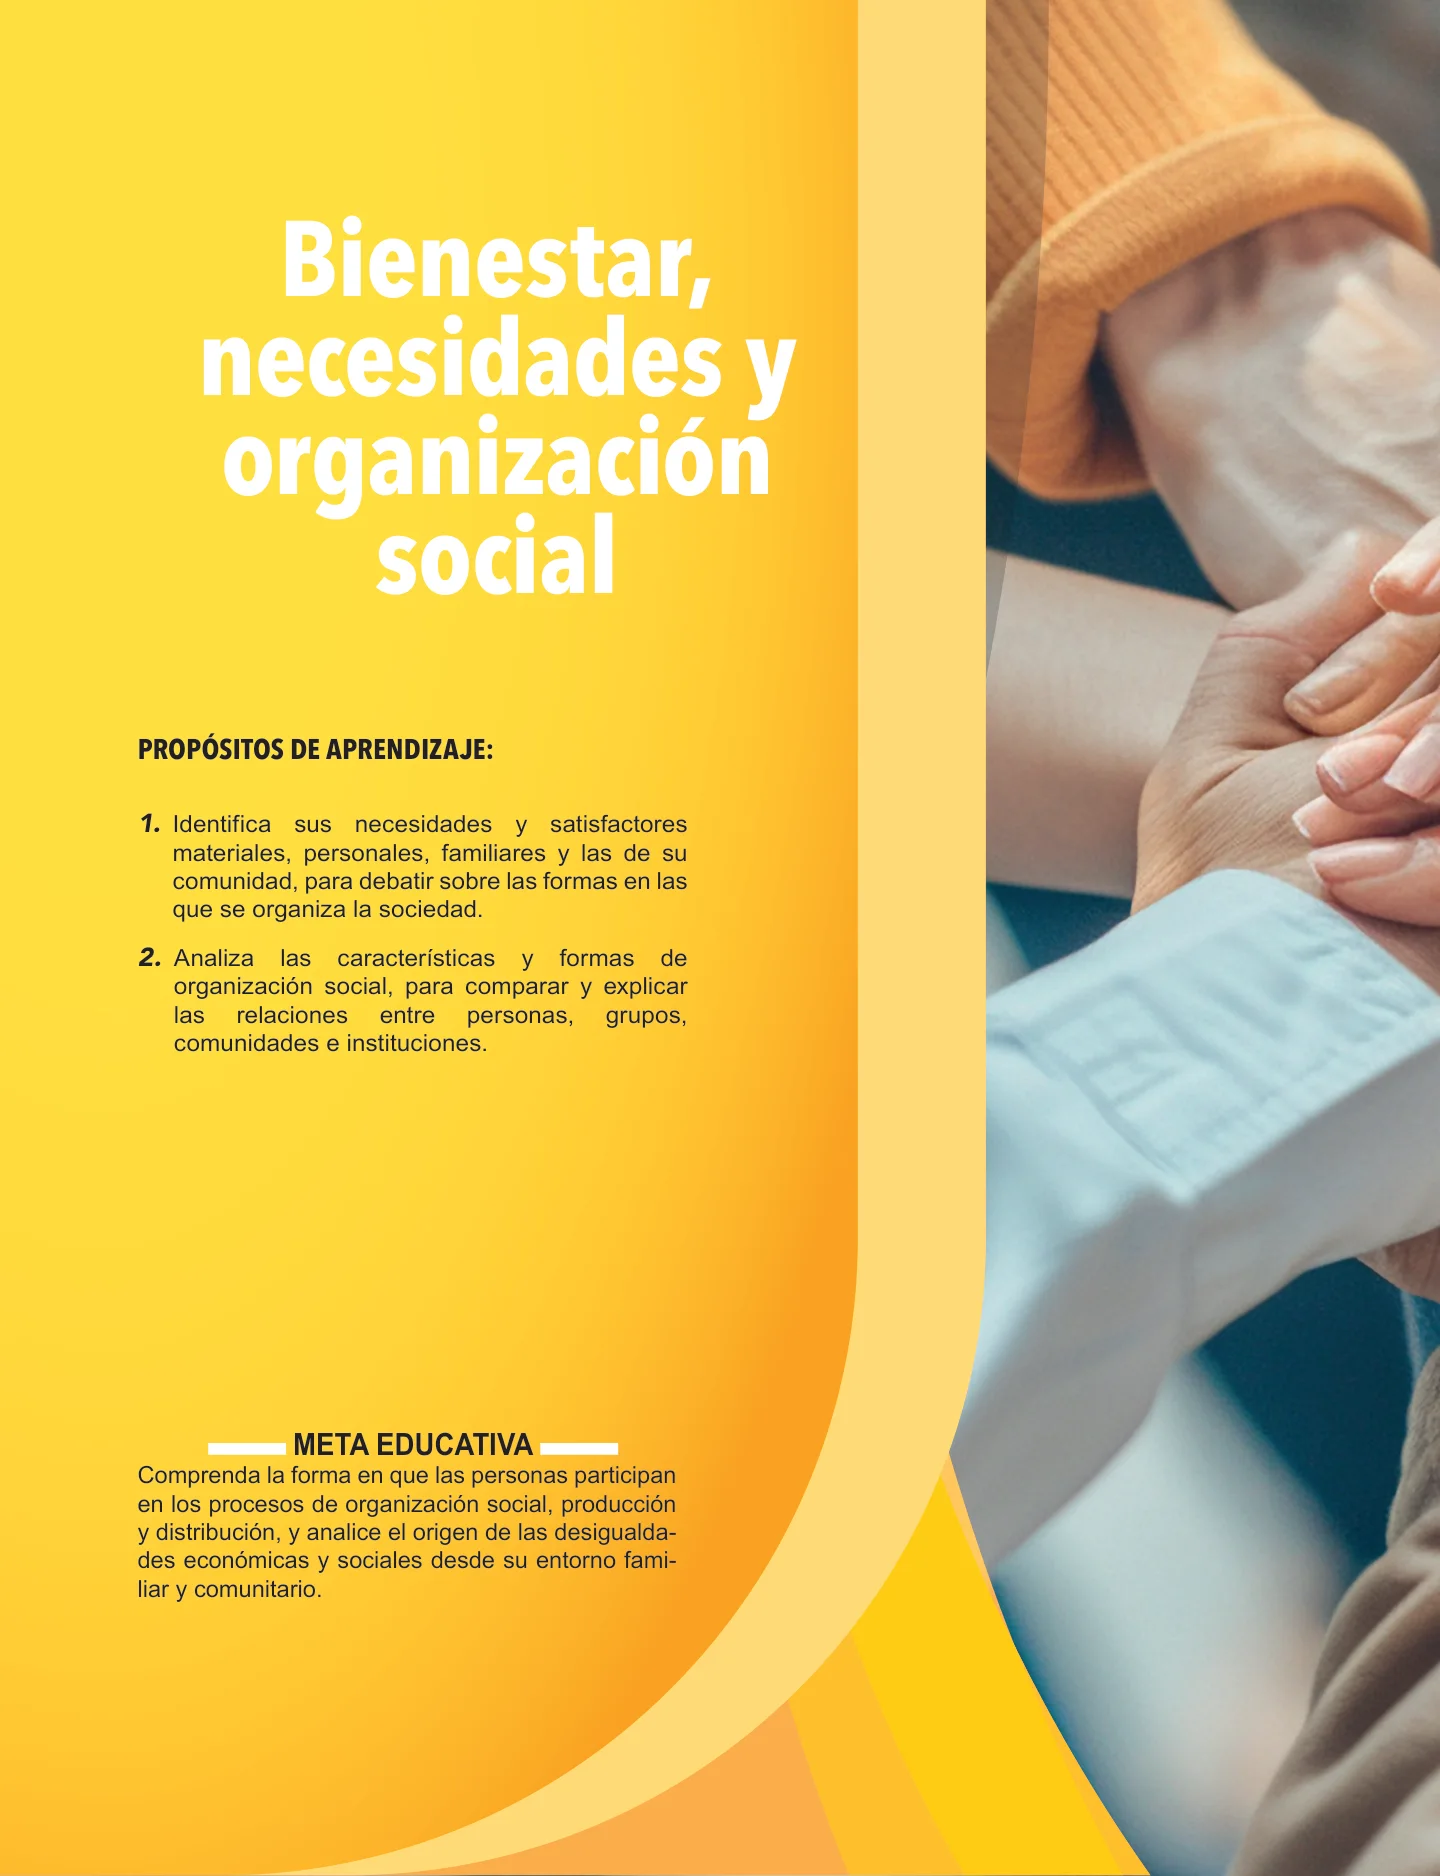 Bienestar,
necesidades y
organización
social
PROPÓSITOS DE APRENDIZAJE:
1. Identifica sus necesidades y satisfactores
materiales, personales, familiares y las de su
comunidad, para debatir sobre las formas en las
que se organiza la sociedad.
2. Analiza las características y formas de
organización social, para comparar y explicar
las relaciones entre personas, grupos,
comunidades e instituciones.
META EDUCATIVA
Comprenda la forma en que las personas participan
en los procesos de organización social, producción
y distribución, y analice el origen de las desigualda-
des económicas y sociales desde su entorno fami-
liar y comunitario.